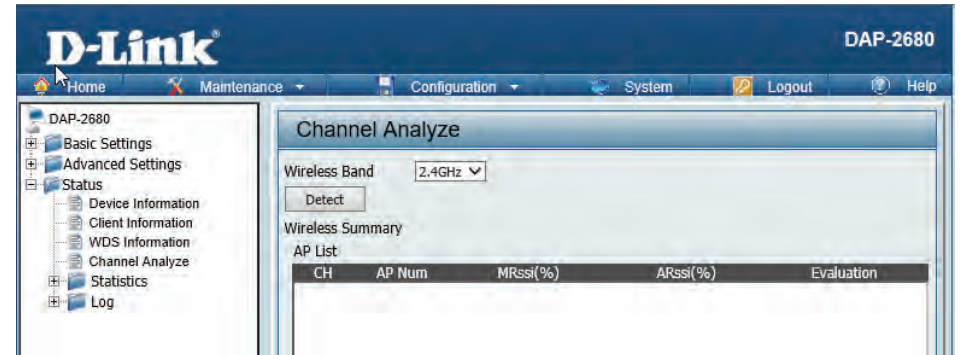 D-Link®
DAP-2680
Home Maintenance Configuration System Logout Help
DAP-2680
Basic Settings
Advanced Settings
Status
Device Information
Client Information
WDS Information
Channel Analyze
Statistics
Log
Channel Analyze
Wireless Band 2.4GHz
Detect
Wireless Summary
AP List
CH AP Num MRssi(%) ARssi(%) Evaluation